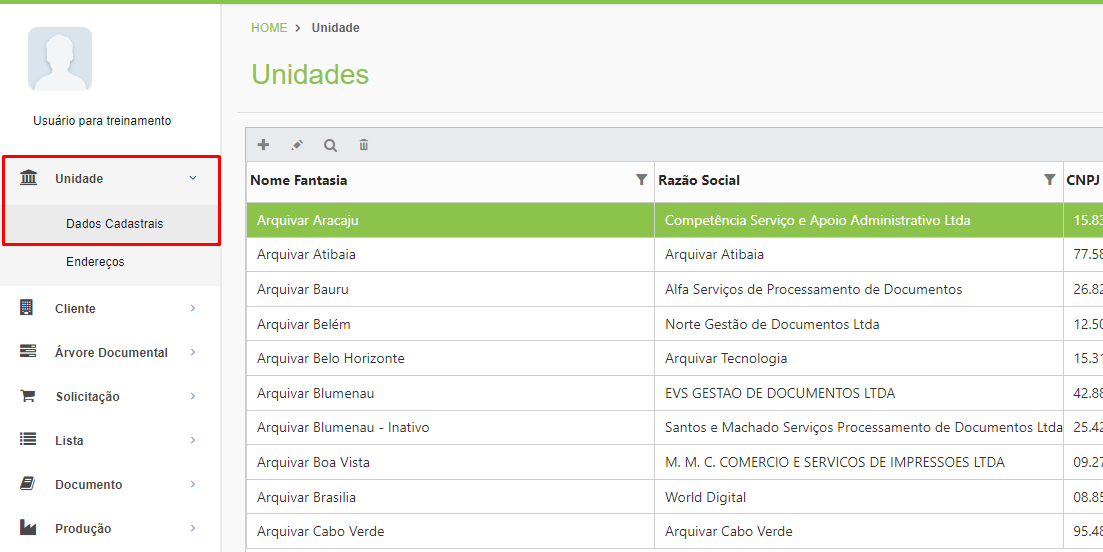 HOME > Unidade
Unidades
Usuário para treinamento
Unidade
Dados Cadastrais
Endereços
Cliente
Árvore Documental
Solicitação
Lista
Documento
Produção
Nome Fantasia Razão Social CNPJ
Arquivar Aracaju Competência Serviço e Apoio Administrativo Ltda 15.83
Arquivar Atibaia Arquivar Atibaia 77.58
Arquivar Bauru Alfa Serviços de Processamento de Documentos 26.82
Arquivar Belém Norte Gestão de Documentos Ltda 12.50
Arquivar Belo Horizonte Arquivar Tecnologia 15.31
Arquivar Blumenau EVS GESTAO DE DOCUMENTOS LTDA 42.88
Arquivar Blumenau - Inativo Santos e Machado Serviços Processamento de Documentos Ltda 25.42
Arquivar Boa Vista M. M. C. COMERCIO E SERVICOS DE IMPRESSOES LTDA 09.27
Arquivar Brasilia World Digital 08.85
Arquivar Cabo Verde Arquivar Cabo Verde 95.48